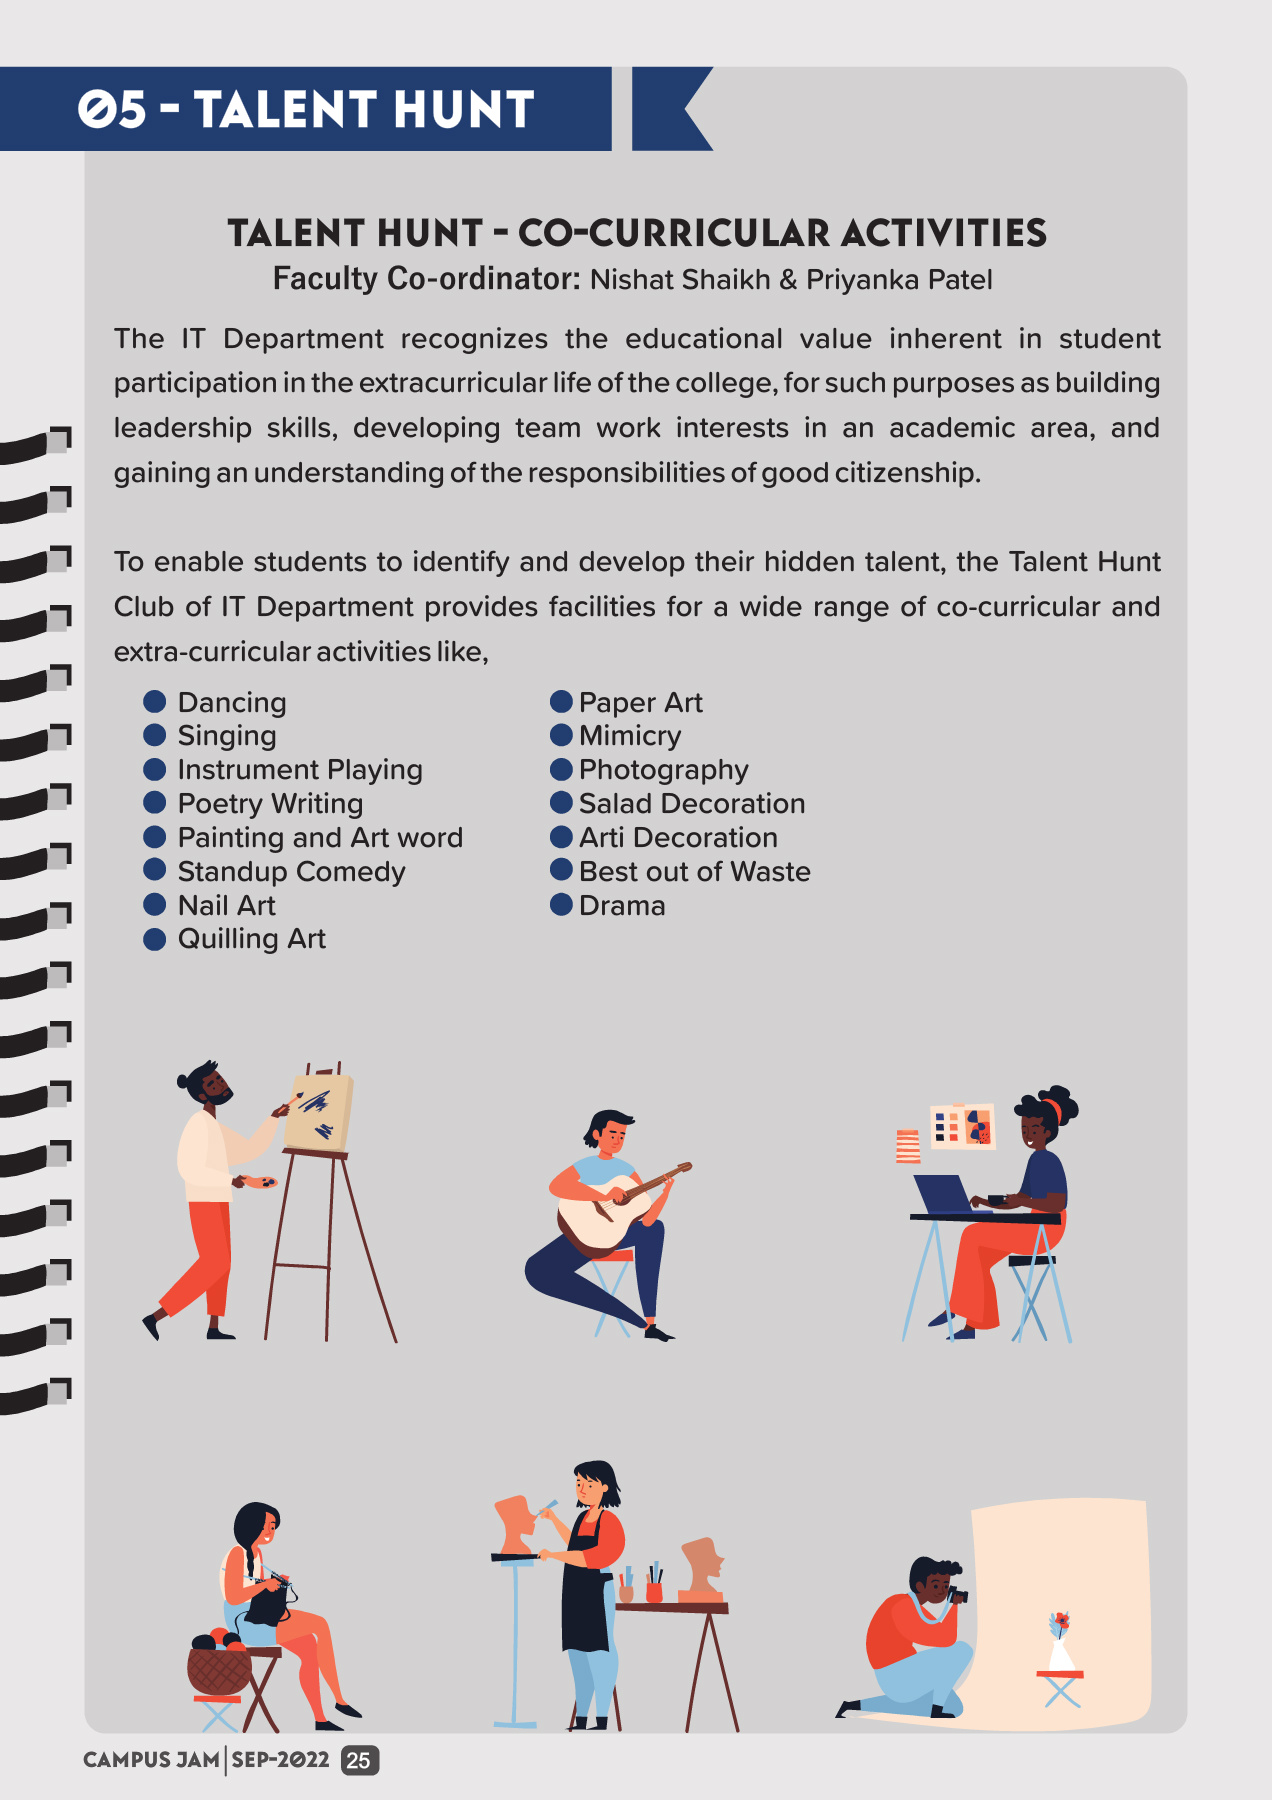 05 - TALENT HUNT
TALENT HUNT - CO-CURRICULAR ACTIVITIES
Faculty Co-ordinator: Nishat Shaikh & Priyanka Patel
The IT Department recognizes the educational value inherent in student
participation in the extracurricular life of the college, for such purposes as building
leadership skills, developing team work interests in an academic area, and
gaining an understanding of the responsibilities of good citizenship.
To enable students to identify and develop their hidden talent, the Talent Hunt
Club of IT Department provides facilities for a wide range of co-curricular and
extra-curricular activities like,
Dancing
Singing
Instrument Playing
Poetry Writing
Painting and Art word
Standup Comedy
Nail Art
Quilling Art
Paper Art
Mimicry
Photography
Salad Decoration
Arti Decoration
Best out of Waste
Drama
CAMPUS JAM|SEP-2022 25